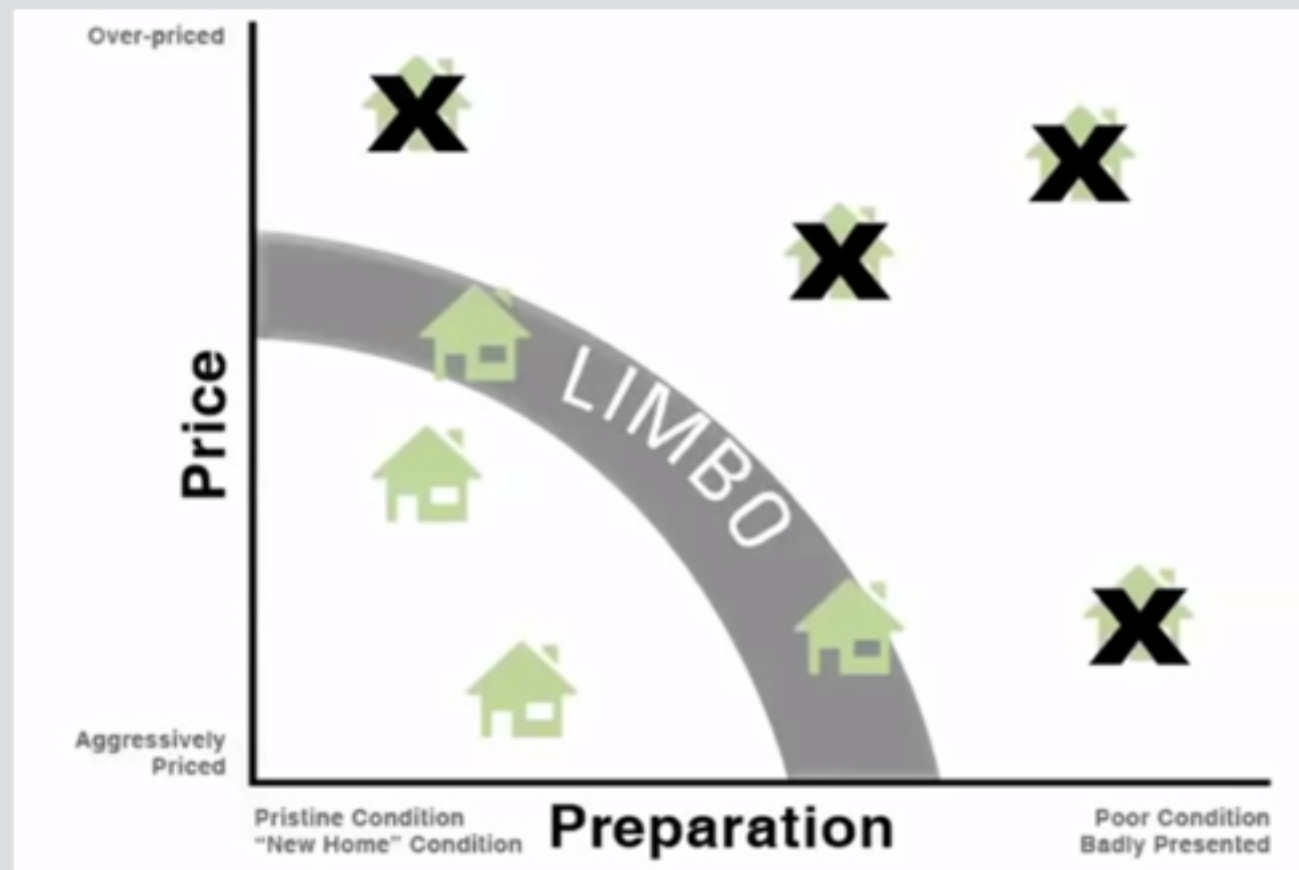 Over-priced
LIMBO
Price
Aggressively
Priced
Pristine Condition
“New Home” Condition
Preparation
Poor Condition
Badly Presented